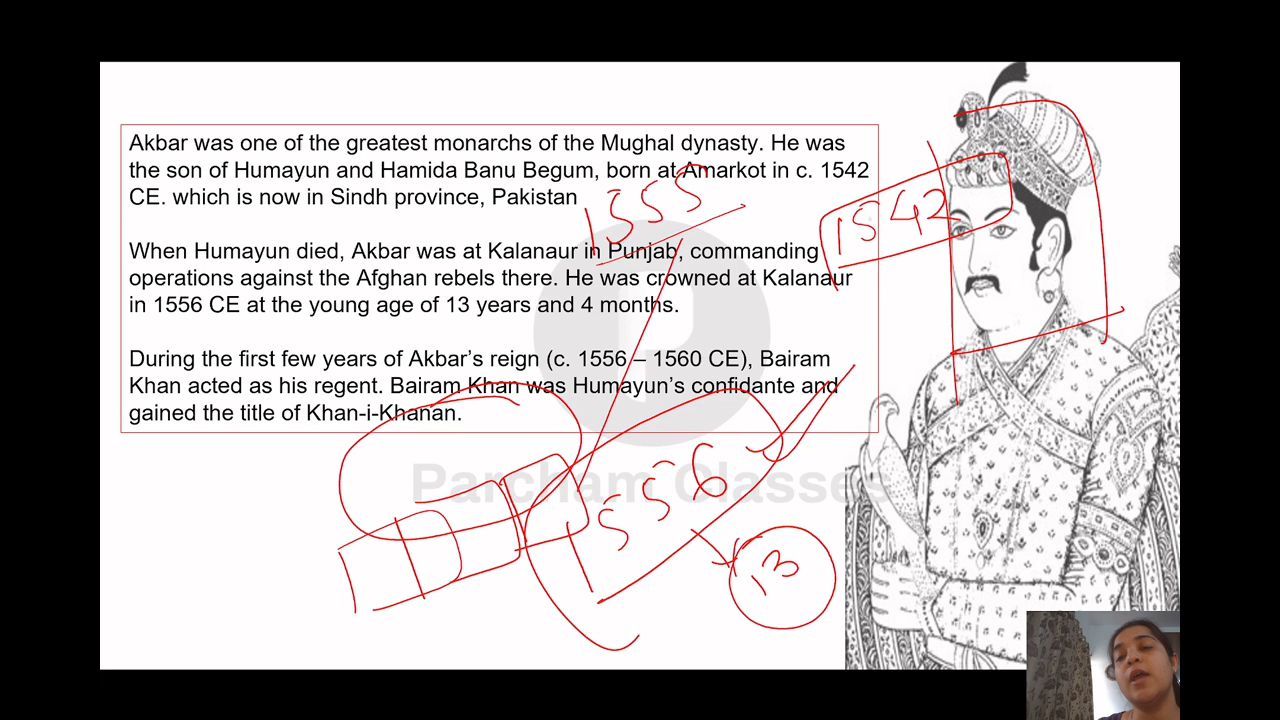 Akbar was one of the greatest monarchs of the Mughal dynasty. He was
the son of Humayun and Hamida Banu Begum, born at Amarkot in c. 1542
CE. which is now in Sindh province, Pakistan
1555
1542
When Humayun died, Akbar was at Kalanaur in Punjab, commanding
operations against the Afghan rebels there. He was crowned at Kalanaur
in 1556 CE at the young age of 13 years and 4 months.
During the first few years of Akbar's reign (c. 1556 – 1560 CE), Bairam
Khan acted as his regent. Bairam Khan was Humayun's confidante and
gained the title of Khan-i-Khanan.
Parcham Classes
1556
13